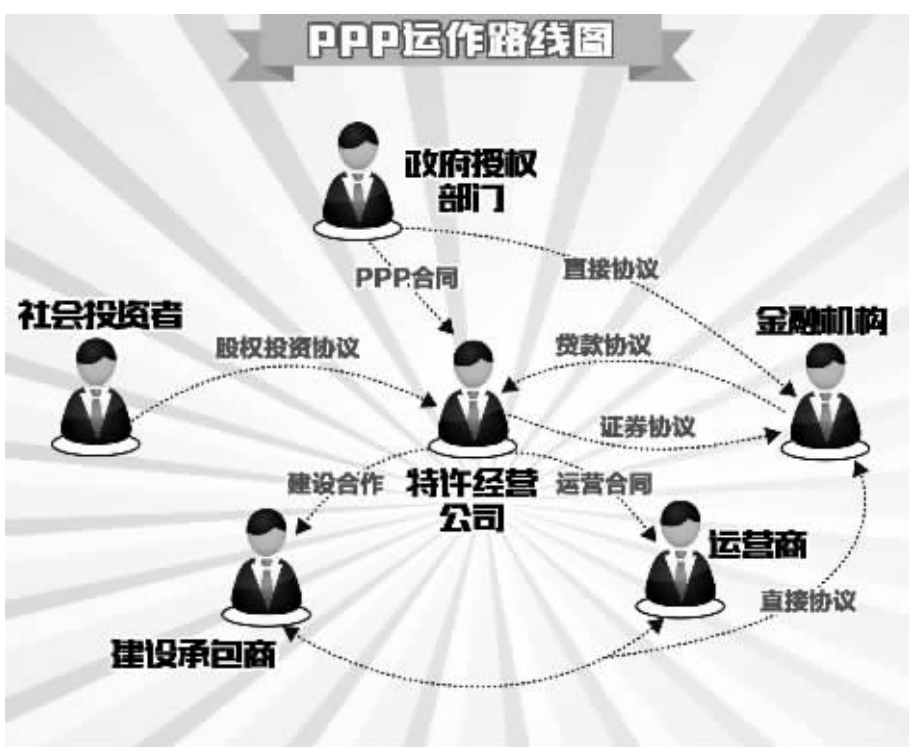 PPP运作路线图
政府授权
部门
PPP合同
直接协议
社会投资者
金融机构
股权投资协议
贷款协议
证券协议
建设合作
特许经营
公司
运营合同
运营商
直接协议
建设承包商